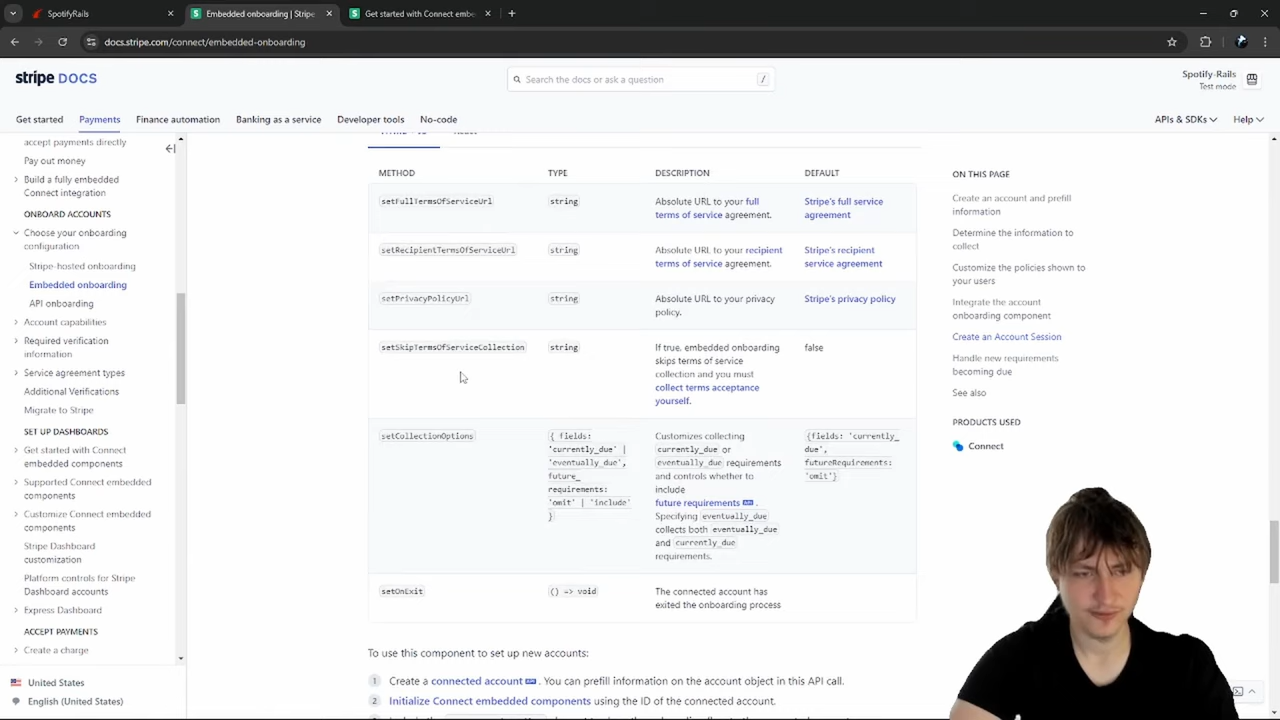 SpotifyRails
Embedded onboarding | Stripe
Get started with Connect embe
docs.stripe.com/connect/embedded-onboarding
stripe DOCS
Search the docs or ask a question
/
Spotify-Rails
Test mode
Get started
Payments
Finance automation
Banking as a service
Developer tools
No-code
APIs & SDKs
Help
accept payments directly
Pay out money
Build a fully embedded
Connect integration
ONBOARD ACCOUNTS
Choose your onboarding
configuration
Stripe-hosted onboarding
Embedded onboarding
API onboarding
Account capabilities
Required verification
information
Service agreement types
Additional Verifications
Migrate to Stripe
SET UP DASHBOARDS
Get started with Connect
embedded components
Supported Connect embedded
components
Customize Connect embedded
components
Stripe Dashboard
customization
Platform controls for Stripe
Dashboard accounts
Express Dashboard
ACCEPT PAYMENTS
Create a charge
United States
English (United States)
METHOD TYPE DESCRIPTION DEFAULT
setFullTermsOfServiceUrl string Absolute URL to your full Stripe's full service
terms of service agreement. agreement
setRecipientTermsOfServiceUrl string Absolute URL to your recipient Stripe's recipient
terms of service agreement. service agreement
setPrivacyPolicyUrl string Absolute URL to your privacy Stripe's privacy policy
policy.
setSkipTermsOfServiceCollection string If true, embedded onboarding false
skips terms of service
collection and you must
collect terms acceptance
yourself.
setCollectionOptions { fields: Customizes collecting {fields: 'currently_
'currently_due' | currently_due or due',
'eventually_due', eventually_due requirements futureRequirements:
future_ and controls whether to 'omit'}
requirements: include
'omit' | 'include' future requirements API .
} Specifying eventually_due
collects both eventually_due
and currently_due
requirements.
setOnExit () => void The connected account has
exited the onboarding process
To use this component to set up new accounts:
1 Create a connected account API . You can prefill information on the account object in this API call.
2 Initialize Connect embedded components using the ID of the connected account.
ON THIS PAGE
Create an account and prefill
information
Determine the information to
collect
Customize the policies shown to
your users
Integrate the account
onboarding component
Create an Account Session
Handle new requirements
becoming due
See also
PRODUCTS USED
Connect